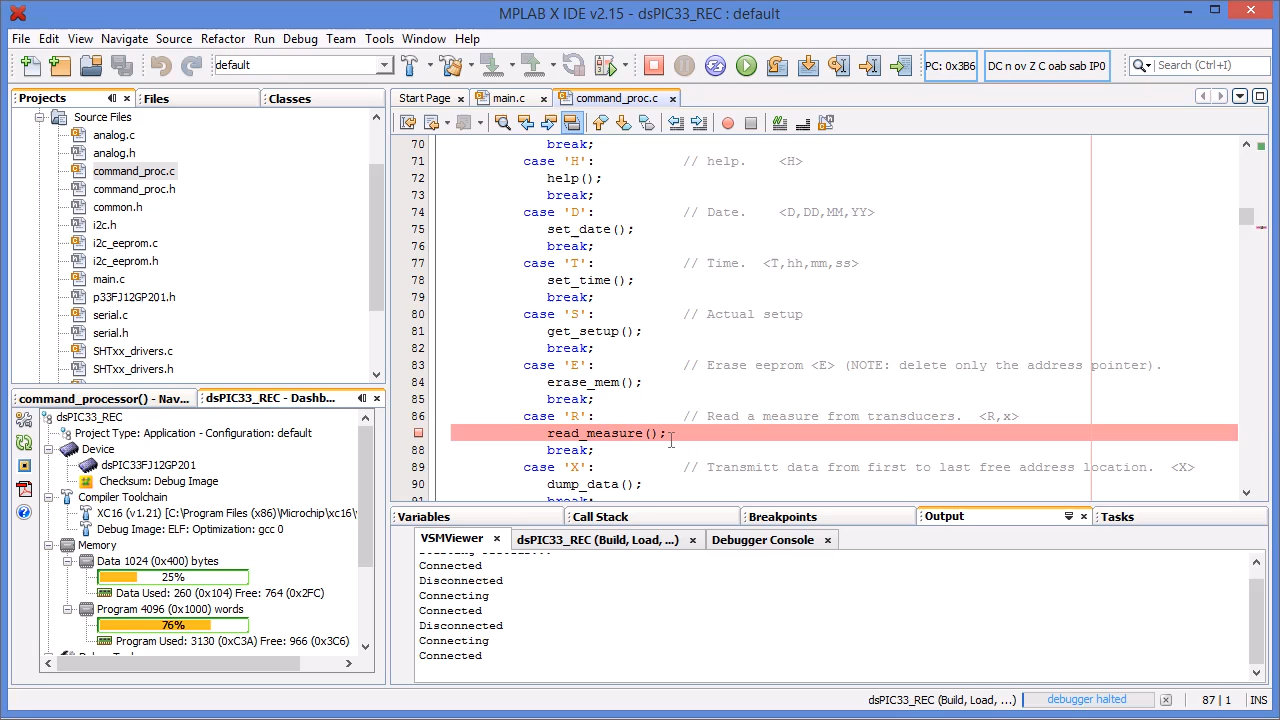 MPLAB X IDE v2.15 - dsPIC33_REC : default
File Edit View Navigate Source Refactor Run Debug Team Tools Window Help
default
PC: 0x3B6
DC n ov Z C oab sab IP0
Search (Ctrl+I)
Projects
Files
Classes
Source Files
analog.c
analog.h
command_proc.c
command_proc.h
common.h
i2c.h
i2c_eeprom.c
i2c_eeprom.h
main.c
p33FJ12GP201.h
serial.c
serial.h
SHTxx_drivers.c
SHTxx_drivers.h
command_processor() - Nav...
dsPIC33_REC - Dashb...
dsPIC33_REC
Project Type: Application - Configuration: default
Device
dsPIC33FJ12GP201
Checksum: Debug Image
Compiler Toolchain
XC16 (v1.21) [C:\Program Files (x86)\Microchip\xc16\
Debug Image: ELF: Optimization: gcc 0
Memory
Data 1024 (0x400) bytes
25%
Data Used: 260 (0x104) Free: 764 (0x2FC)
Program 4096 (0x1000) words
76%
Program Used: 3130 (0xC3A) Free: 966 (0x3C6)
Start Page
main.c
command_proc.c
70 break;
71 case 'H': // help. <H>
72 help();
73 break;
74 case 'D': // Date. <D,DD,MM,YY>
75 set_date();
76 break;
77 case 'T': // Time. <T,hh,mm,ss>
78 set_time();
79 break;
80 case 'S': // Actual setup
81 get_setup();
82 break;
83 case 'E': // Erase eeprom <E> (NOTE: delete only the address pointer).
84 erase_mem();
85 break;
86 case 'R': // Read a measure from transducers. <R,x>
read_measure();
88 break;
89 case 'X': // Transmitt data from first to last free address location. <X>
90 dump_data();
91 break;
Variables
Call Stack
Breakpoints
Output
Tasks
VSMViewer
dsPIC33_REC (Build, Load, ...)
Debugger Console
Connected
Disconnected
Connecting
Connected
Disconnected
Connecting
Connected
dsPIC33_REC (Build, Load, ...)
debugger halted
87 | 1
INS